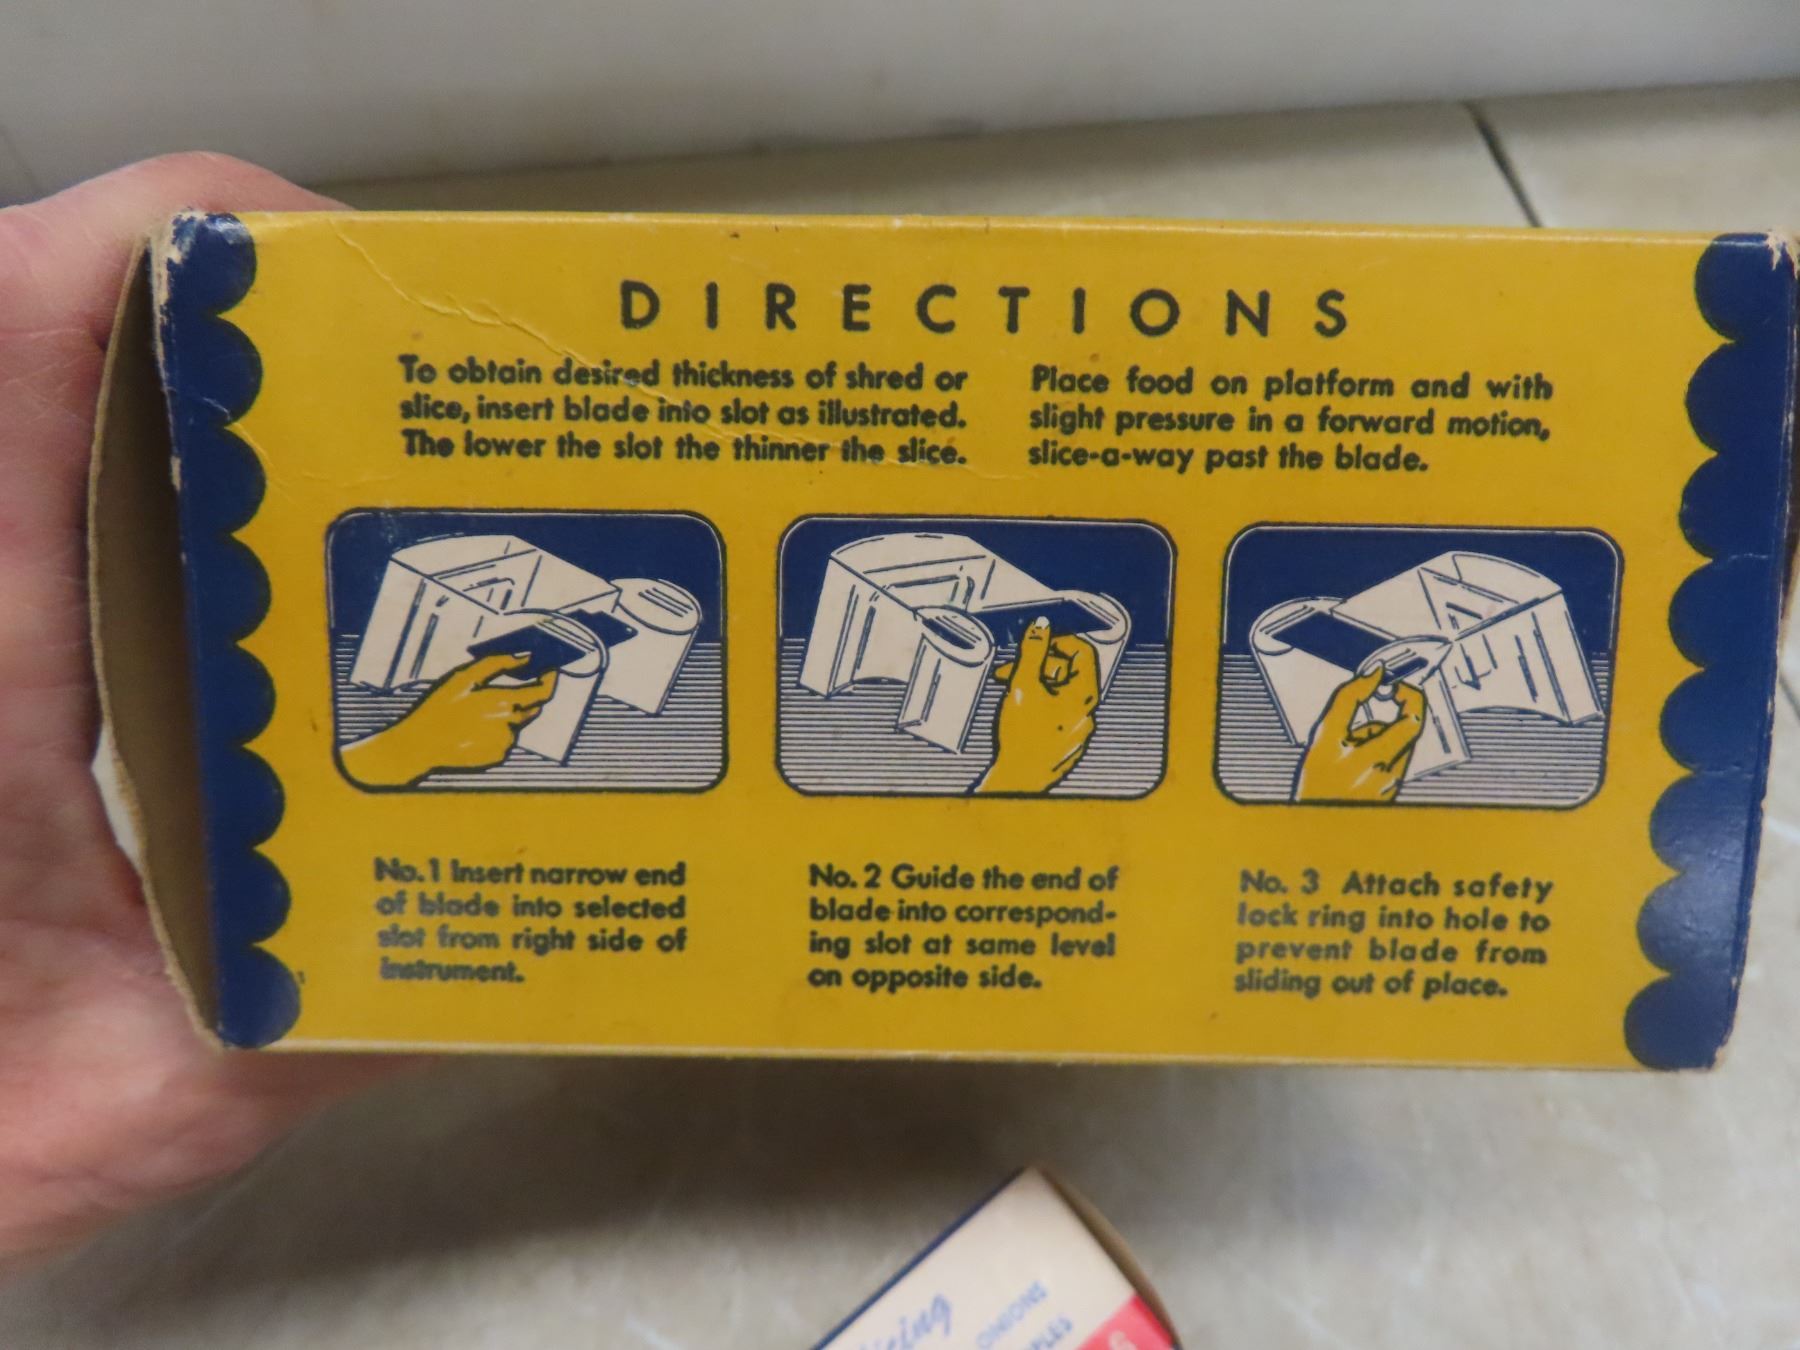 DIRECTIONS
To obtain desired thickness of shred or
slice, insert blade into slot as illustrated.
The lower the slot the thinner the slice.
Place food on platform and with
slight pressure in a forward motion,
slice-a-way past the blade.
No. 1 Insert narrow end
of blade into selected
slot from right side of
instrument.
No. 2 Guide the end of
blade into correspond-
ing slot at same level
on opposite side.
No. 3 Attach safety
lock ring into hole to
prevent blade from
sliding out of place.
ONIONS